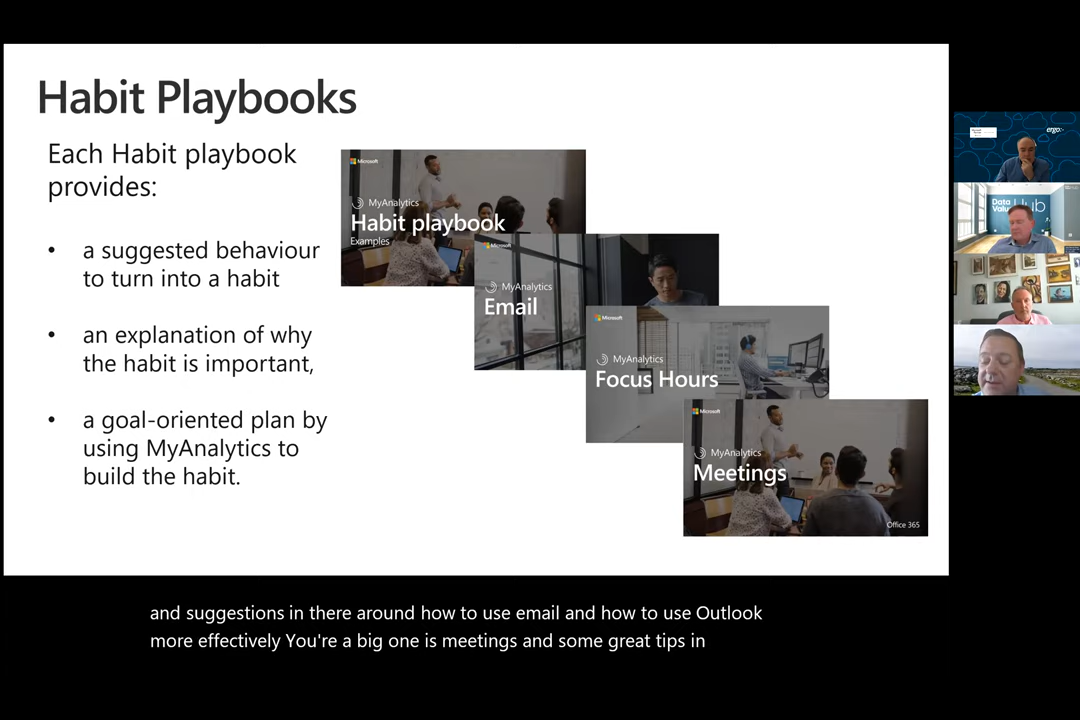 Habit Playbooks
Each Habit playbook
provides:
• a suggested behaviour
to turn into a habit
• an explanation of why
the habit is important,
• a goal-oriented plan by
using MyAnalytics to
build the habit.
Microsoft
MyAnalytics
Habit playbook
Examples
Microsoft
MyAnalytics
Email
Microsoft
MyAnalytics
Focus Hours
Microsoft
MyAnalytics
Meetings
Office 365
ergo:-
Data
Value Hub
and suggestions in there around how to use email and how to use Outlook
more effectively You're a big one is meetings and some great tips in